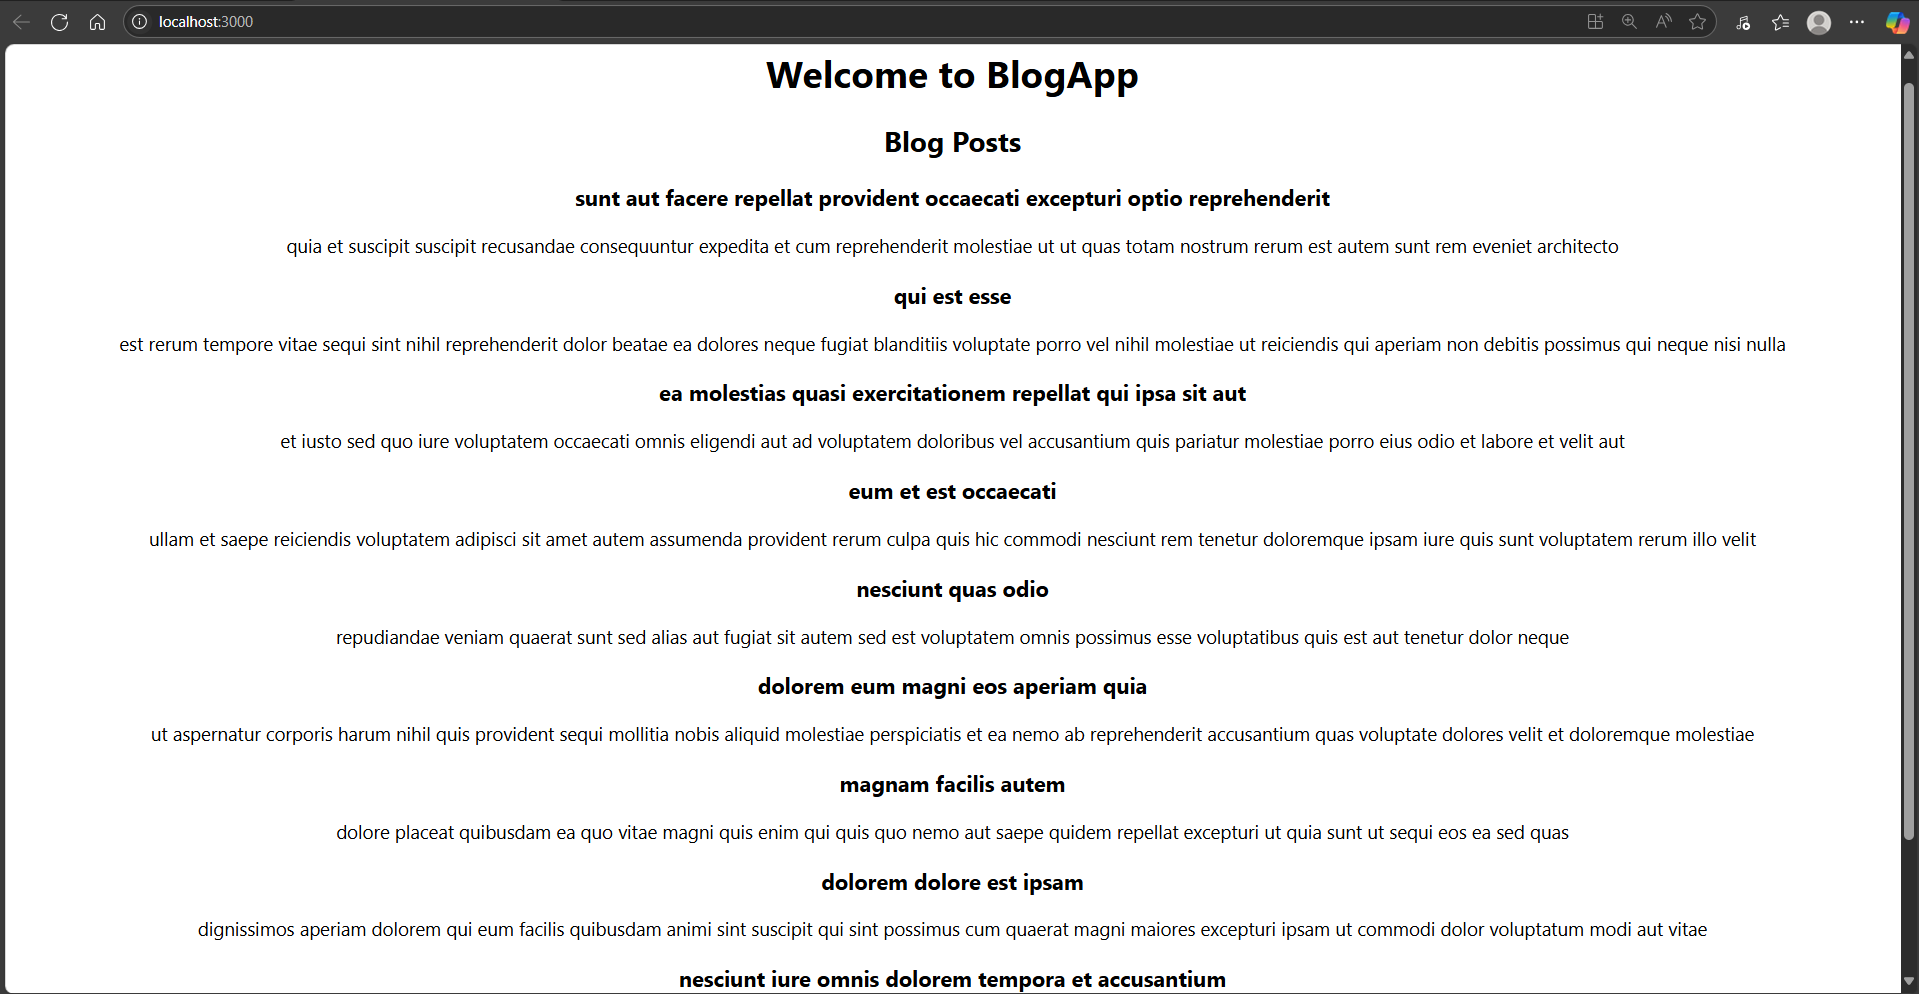 localhost:3000
Welcome to BlogApp
Blog Posts
sunt aut facere repellat provident occaecati excepturi optio reprehenderit
quia et suscipit suscipit recusandae consequuntur expedita et cum reprehenderit molestiae ut ut quas totam nostrum rerum est autem sunt rem eveniet architecto
qui est esse
est rerum tempore vitae sequi sint nihil reprehenderit dolor beatae ea dolores neque fugiat blanditiis voluptate porro vel nihil molestiae ut reiciendis qui aperiam non debitis possimus qui neque nisi nulla
ea molestias quasi exercitationem repellat qui ipsa sit aut
et iusto sed quo iure voluptatem occaecati omnis eligendi aut ad voluptatem doloribus vel accusantium quis pariatur molestiae porro eius odio et labore et velit aut
eum et est occaecati
ullam et saepe reiciendis voluptatem adipisci sit amet autem assumenda provident rerum culpa quis hic commodi nesciunt rem tenetur doloremque ipsam iure quis sunt voluptatem rerum illo velit
nesciunt quas odio
repudiandae veniam quaerat sunt sed alias aut fugiat sit autem sed est voluptatem omnis possimus esse voluptatibus quis est aut tenetur dolor neque
dolorem eum magni eos aperiam quia
ut aspernatur corporis harum nihil quis provident sequi mollitia nobis aliquid molestiae perspiciatis et ea nemo ab reprehenderit accusantium quas voluptate dolores velit et doloremque molestiae
magnam facilis autem
dolore placeat quibusdam ea quo vitae magni quis enim qui quis quo nemo aut saepe quidem repellat excepturi ut quia sunt ut sequi eos ea sed quas
dolorem dolore est ipsam
dignissimos aperiam dolorem qui eum facilis quibusdam animi sint suscipit qui sint possimus cum quaerat magni maiores excepturi ipsam ut commodi dolor voluptatum modi aut vitae
nesciunt iure omnis dolorem tempora et accusantium